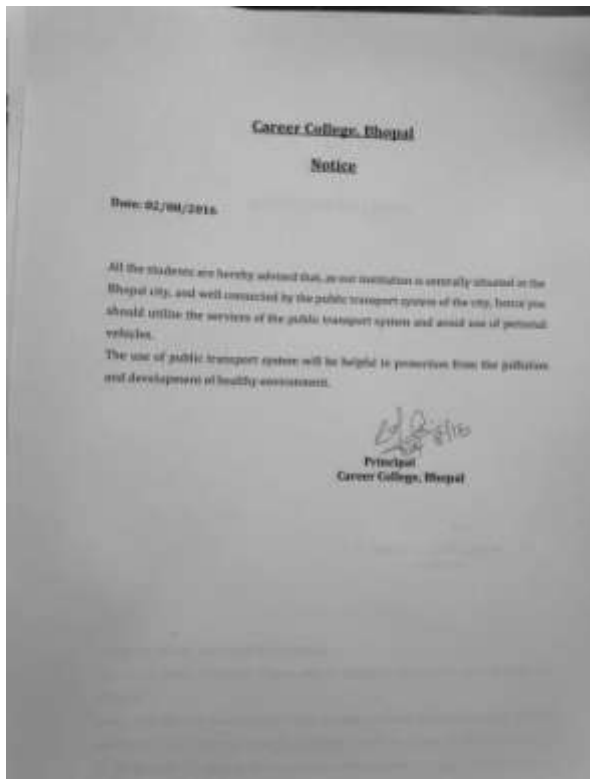 Career College, Bhopal
Notice
Date: 02/08/2016
All the students are hereby advised that, as our institution is centrally situated in the
Bhopal city, and well connected by the public transport system of the city, hence you
should utilize the services of the public transport system and avoid use of personal
vehicles.
The use of public transport system will be helpful in protection from the pollution
and development of healthy environment.
Principal
Career College, Bhopal